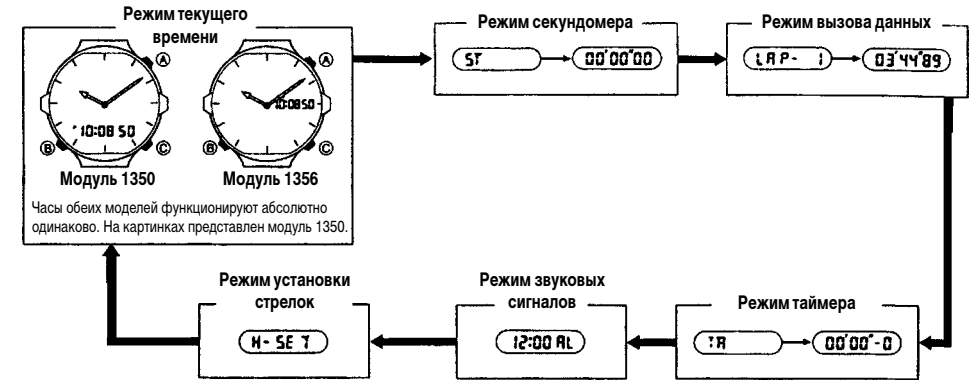 Режим текущего
времени
A
A
10:08 50
10:08 50
B
C
B
C
Модуль 1350
Модуль 1356
Часы обеих моделей функционируют абсолютно
одинаково. На картинках представлен модуль 1350.
Режим секундомера
ST
00'00"00
Режим вызова данных
LAP- 1
03'44"89
Режим таймера
TR
00'00"-0
Режим звуковых
сигналов
12:00 AL
Режим установки
стрелок
H- SET